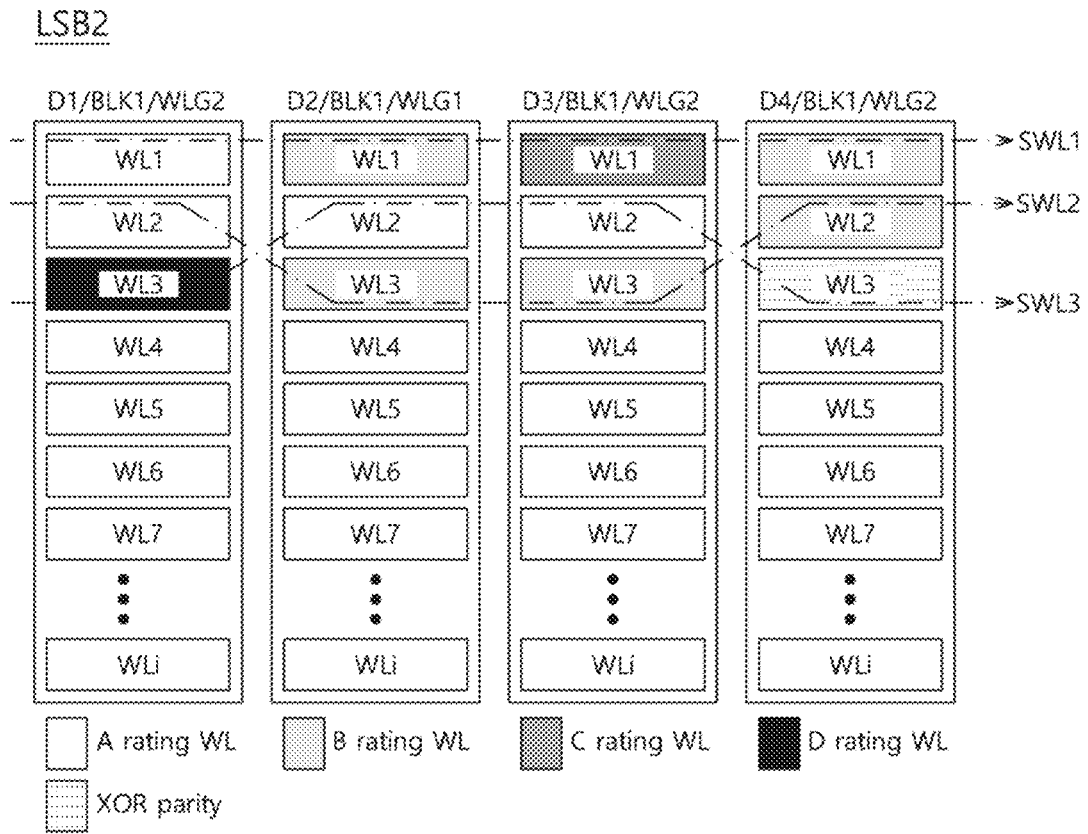 LSB2
D1/BLK1/WLG2 D2/BLK1/WLG1 D3/BLK1/WLG2 D4/BLK1/WLG2
WL1 WL1 WL1 WL1 SWL1
WL2 WL2 WL2 WL2 SWL2
WL3 WL3 WL3 WL3 SWL3
WL4 WL4 WL4 WL4
WL5 WL5 WL5 WL5
WL6 WL6 WL6 WL6
WL7 WL7 WL7 WL7
WLi WLi WLi WLi
A rating WL B rating WL C rating WL D rating WL
XOR parity